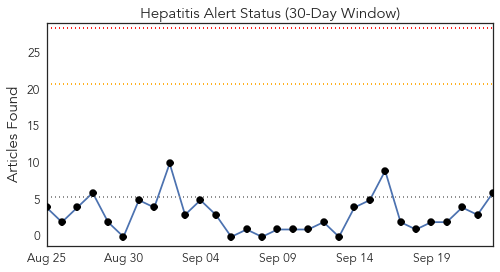 Hepatitis Alert Status (30-Day Window)
Articles Found
25
20
15
10
5
0
Aug 25 Aug 30 Sep 04 Sep 09 Sep 14 Sep 19